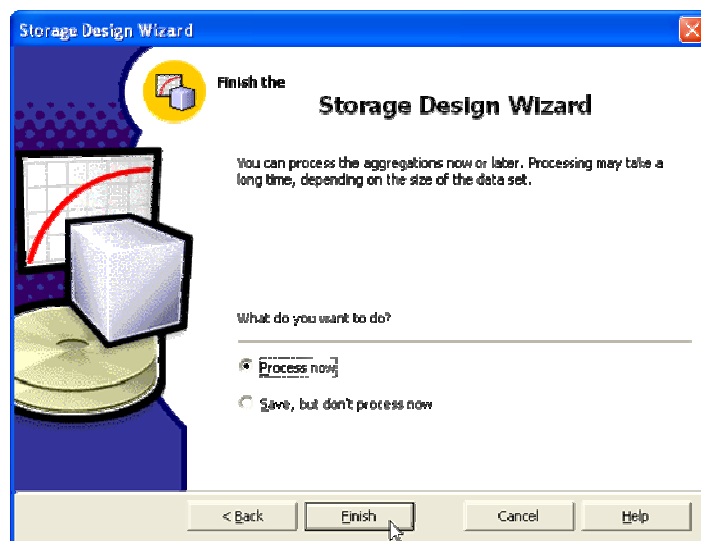 Storage Design Wizard
Finish the
Storage Design Wizard
You can process the aggregations now or later. Processing may take a
long time, depending on the size of the data set.
What do you want to do?
Process now
Save, but don't process now
< Back
Finish
Cancel
Help